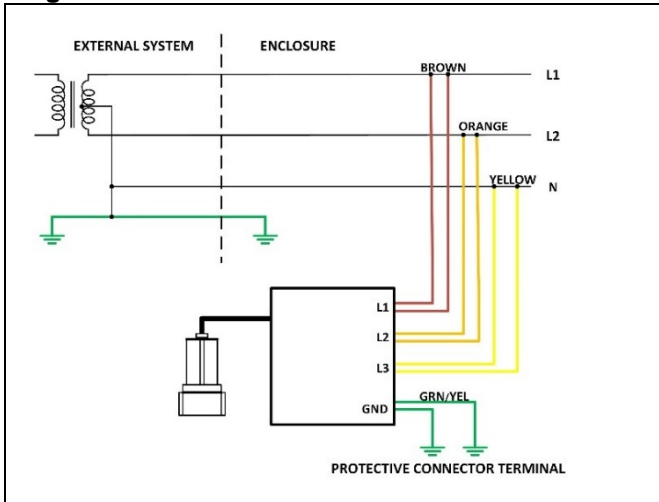 EXTERNAL SYSTEM
ENCLOSURE
BROWN
L1
ORANGE
L2
YELLOW
N
L1
L2
L3
GND
GRN/YEL
PROTECTIVE CONNECTOR TERMINAL